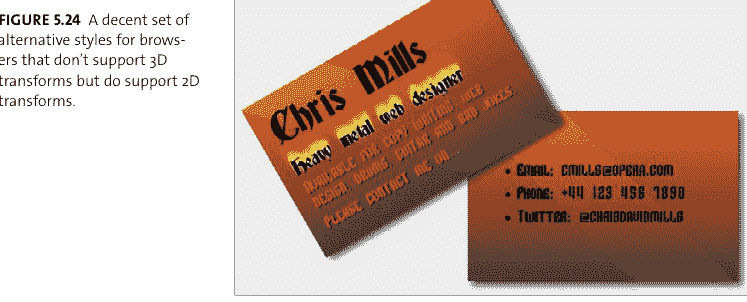 FIGURE 5.24 A decent set of
alternative styles for brows-
ers that don't support 3D
transforms but do support 2D
transforms.
Chris Mills
heavy metal web designer
AVAILABLE FOR COPY WRITING, WEB
DESIGN, DRUMS, GUITAR AND BAD JOKES.
PLEASE CONTACT ME ON...
• EMAIL: CMILLS@OPERA.COM
• PHONE: +44 123 456 7890
• TWITTER: @CHRISDAVIDMILLS